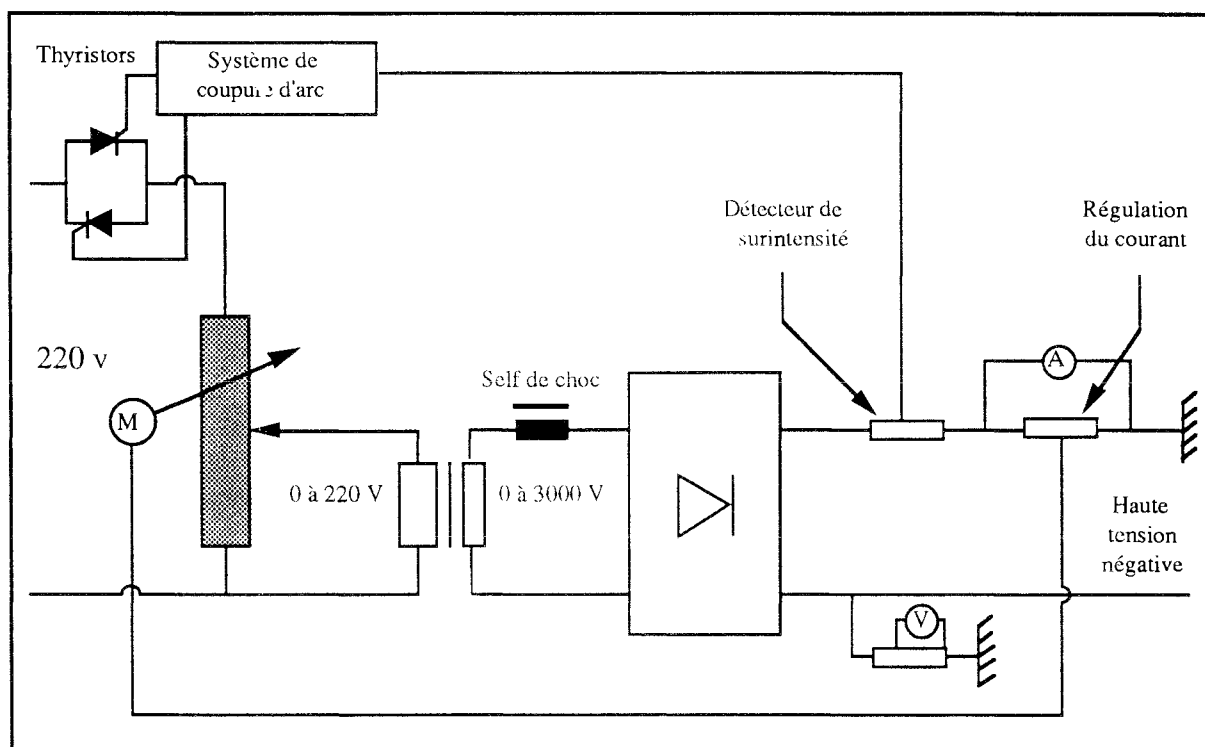 Thyristors
Système de
coupure d'arc
Détecteur de
surintensité
Régulation
du courant
220 v
A
Self de choc
M
0 à 220 V
0 à 3000 V
Haute
tension
négative
V